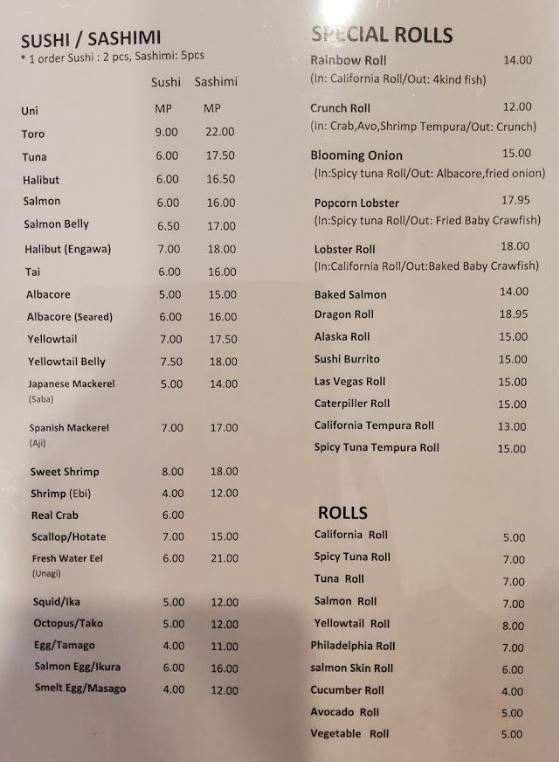 SUSHI / SASHIMI
* 1 order Sushi : 2 pcs, Sashimi: 5pcs
Sushi Sashimi
Uni MP MP
Toro 9.00 22.00
Tuna 6.00 17.50
Halibut 6.00 16.50
Salmon 6.00 16.00
Salmon Belly 6.50 17.00
Halibut (Engawa) 7.00 18.00
Tai 6.00 16.00
Albacore 5.00 15.00
Albacore (Seared) 6.00 16.00
Yellowtail 7.00 17.50
Yellowtail Belly 7.50 18.00
Japanese Mackerel 5.00 14.00
(Saba)
Spanish Mackerel 7.00 17.00
(Aji)
Sweet Shrimp 8.00 18.00
Shrimp (Ebi) 4.00 12.00
Real Crab 6.00
Scallop/Hotate 7.00 15.00
Fresh Water Eel 6.00 21.00
(Unagi)
Squid/Ika 5.00 12.00
Octopus/Tako 5.00 12.00
Egg/Tamago 4.00 11.00
Salmon Egg/Ikura 6.00 16.00
Smelt Egg/Masago 4.00 12.00
SPECIAL ROLLS
Rainbow Roll 14.00
(In: California Roll/Out: 4kind fish)
Crunch Roll 12.00
(In: Crab,Avo,Shrimp Tempura/Out: Crunch)
Blooming Onion 15.00
(In:Spicy tuna Roll/Out: Albacore,fried onion)
Popcorn Lobster 17.95
(In:Spicy tuna Roll/Out: Fried Baby Crawfish)
Lobster Roll 18.00
(In:California Roll/Out:Baked Baby Crawfish)
Baked Salmon 14.00
Dragon Roll 18.95
Alaska Roll 15.00
Sushi Burrito 15.00
Las Vegas Roll 15.00
Caterpiller Roll 15.00
California Tempura Roll 13.00
Spicy Tuna Tempura Roll 15.00
ROLLS
California Roll 5.00
Spicy Tuna Roll 7.00
Tuna Roll 7.00
Salmon Roll 7.00
Yellowtail Roll 8.00
Philadelphia Roll 7.00
salmon Skin Roll 6.00
Cucumber Roll 4.00
Avocado Roll 5.00
Vegetable Roll 5.00